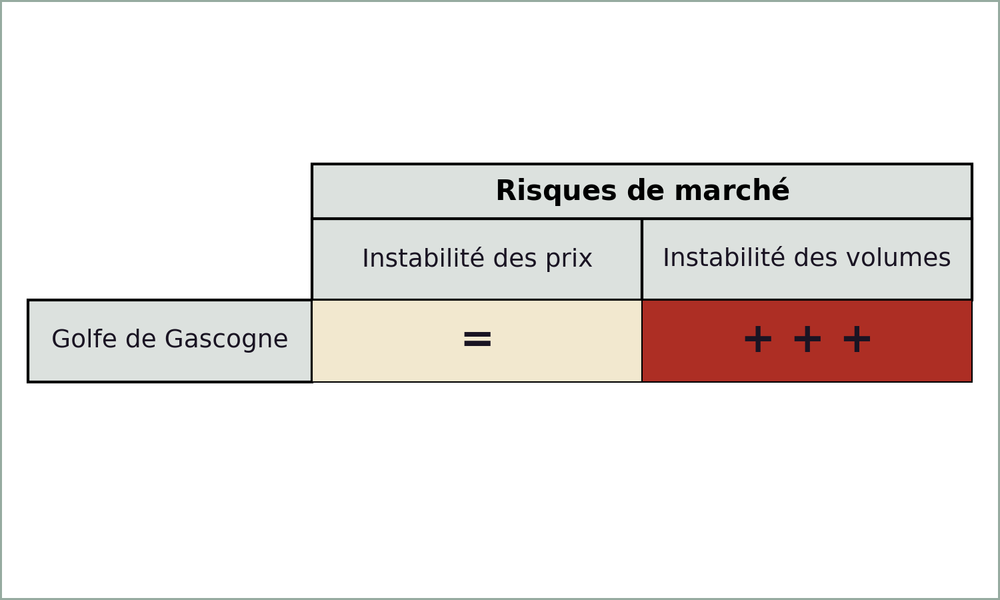 Risques de marché
Instabilité des prix
Instabilité des volumes
Golfe de Gascogne
=
+ + +